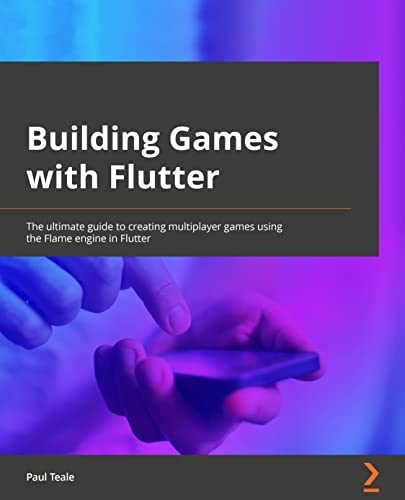 Building Games
with Flutter
The ultimate guide to creating multiplayer games using
the Flame engine in Flutter
Paul Teale